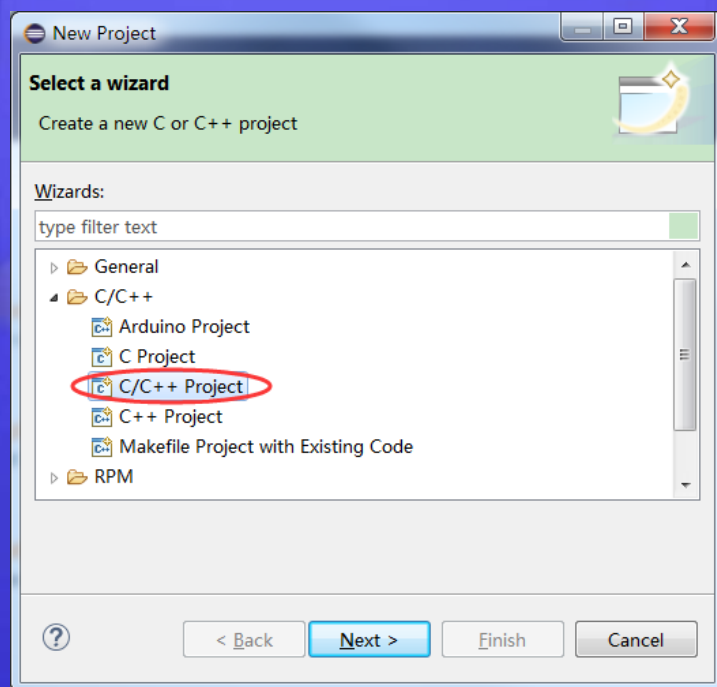 New Project
Select a wizard
Create a new C or C++ project
Wizards:
type filter text
General
C/C++
Arduino Project
C Project
C/C++ Project
C++ Project
Makefile Project with Existing Code
RPM
< Back Next > Finish Cancel